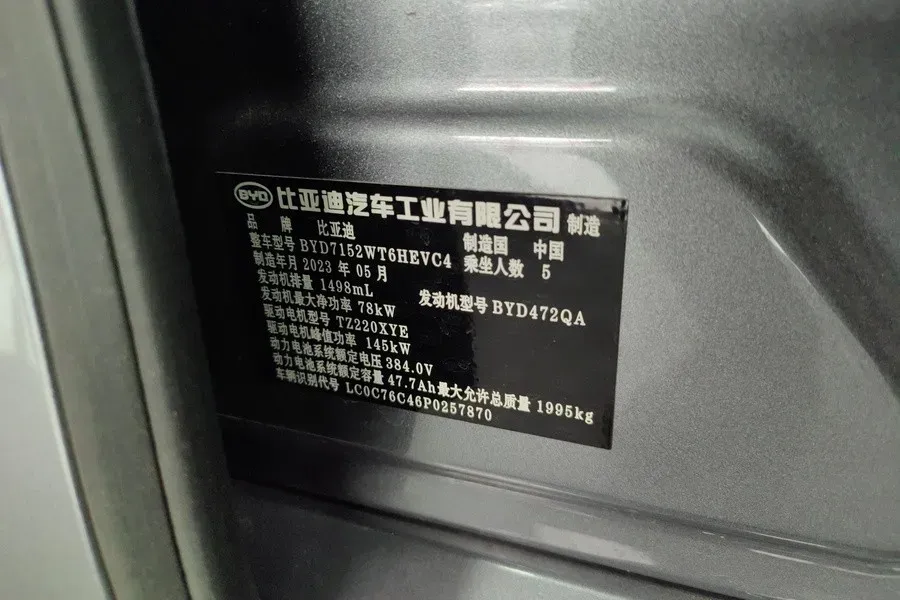 BYD 比亚迪汽车工业有限公司 制造
品牌 比亚迪 制造国 中国
整车型号 BYD7152WT6HEVC4 乘坐人数 5
制造年月 2023 年 05 月
发动机排量 1498mL 发动机型号 BYD472QA
发动机最大净功率 78kW
驱动电机型号 TZ220XYE
驱动电机峰值功率 145kW
动力电池系统额定电压 384.0V
动力电池系统额定容量 47.7Ah 最大允许总质量 1995kg
车辆识别代号 LC0C76C46P0257870